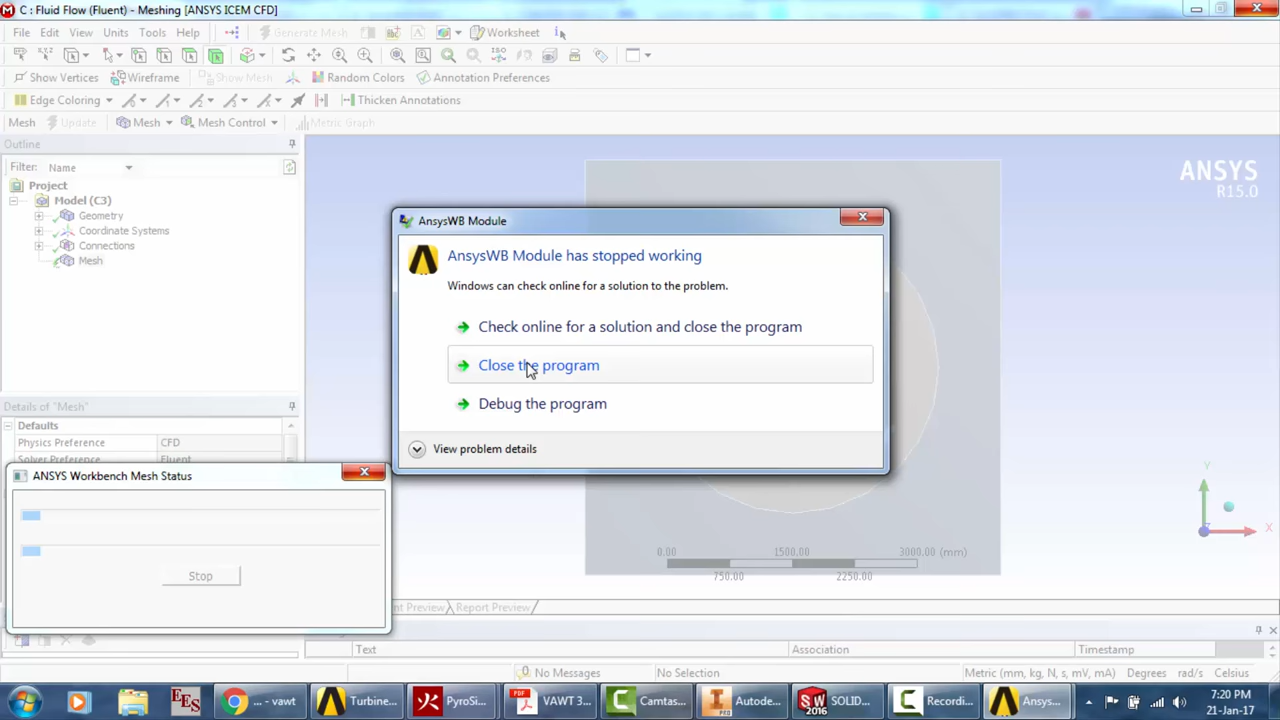 C : Fluid Flow (Fluent) - Meshing [ANSYS ICEM CFD]
File Edit View Units Tools Help Generate Mesh Worksheet
Show Vertices Wireframe Show Mesh Random Colors Annotation Preferences
Edge Coloring Thicken Annotations
Mesh Update Mesh Mesh Control Metric Graph
Outline
Filter: Name
Project
Model (C3)
Geometry
Coordinate Systems
Connections
Mesh
ANSYS
R15.0
AnsysWB Module
AnsysWB Module has stopped working
Windows can check online for a solution to the problem.
Check online for a solution and close the program
Close the program
Debug the program
View problem details
Details of "Mesh"
Defaults
Physics Preference CFD
Solver Preference Fluent
ANSYS Workbench Mesh Status
Stop
Y
X
0.00 1500.00 3000.00 (mm)
750.00 2250.00
Preview Report Preview
Text Association Timestamp
No Messages No Selection Metric (mm, kg, N, s, mV, mA) Degrees rad/s Celsius
EES ... - vawt Turbine... PyroSi... PDF VAWT 3... Camtas... PRO Autode... SW 2016 SOLID... Recordi... Ansys...
7:20 PM
21-Jan-17